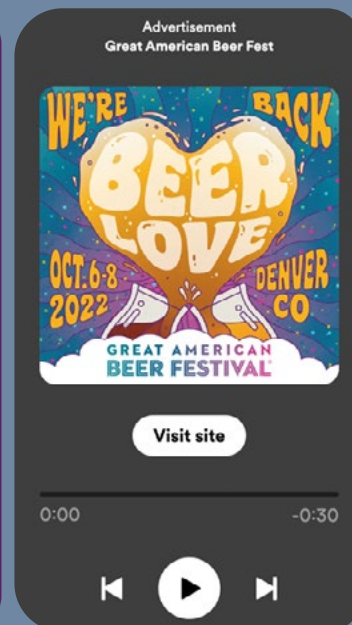 Advertisement
Great American Beer Fest
WE'RE BACK
BEER
LOVE
OCT. 6-8
2022
DENVER
CO
GREAT AMERICAN
BEER FESTIVAL®
Visit site
0:00 -0:30